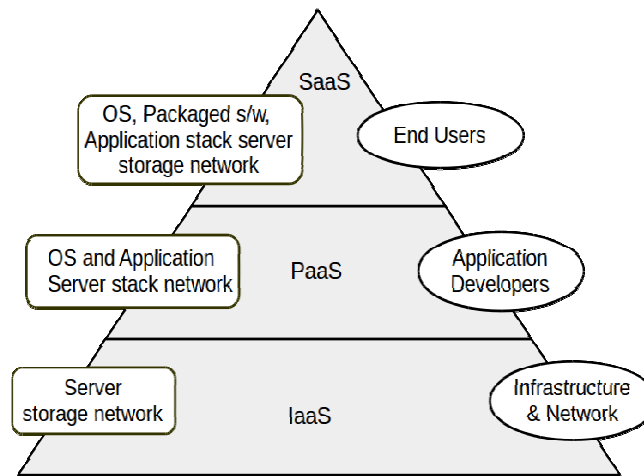 SaaS
OS, Packaged s/w,
Application stack server
storage network
End Users
OS and Application
Server stack network
PaaS
Application
Developers
Server
storage network
IaaS
Infrastructure
& Network